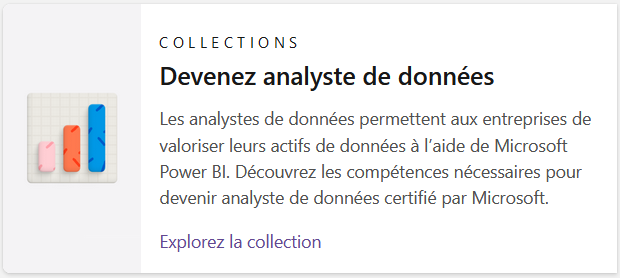 COLLECTIONS
Devenez analyste de données
Les analystes de données permettent aux entreprises de
valoriser leurs actifs de données à l’aide de Microsoft
Power BI. Découvrez les compétences nécessaires pour
devenir analyste de données certifié par Microsoft.
Explorez la collection